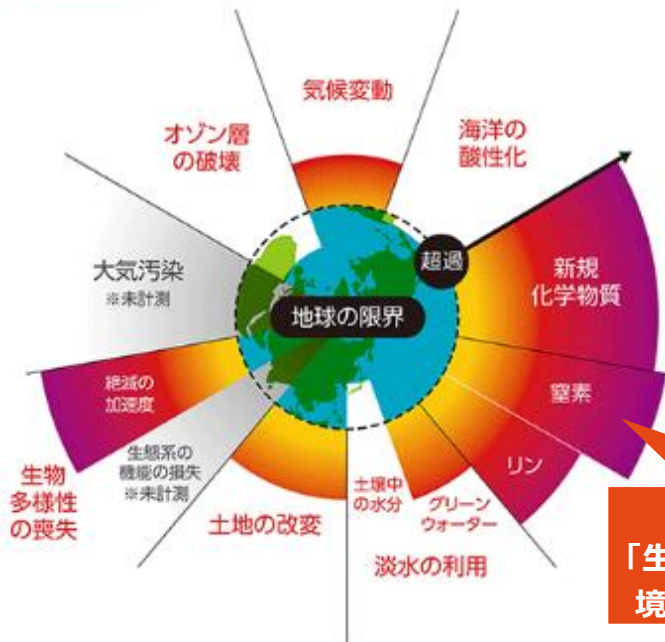 気候変動
オゾン層
の破壊
海洋の
酸性化
超過
大気汚染
※未計測
新規
化学物質
地球の限界
絶滅の
加速度
窒素
生態系の
機能の損失
※未計測
リン
生物
多様性
の喪失
土地の改変
土壌中
の水分
グリーン
ウォーター
淡水の利用
「生
境